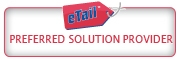 eTail
PREFERRED SOLUTION PROVIDER